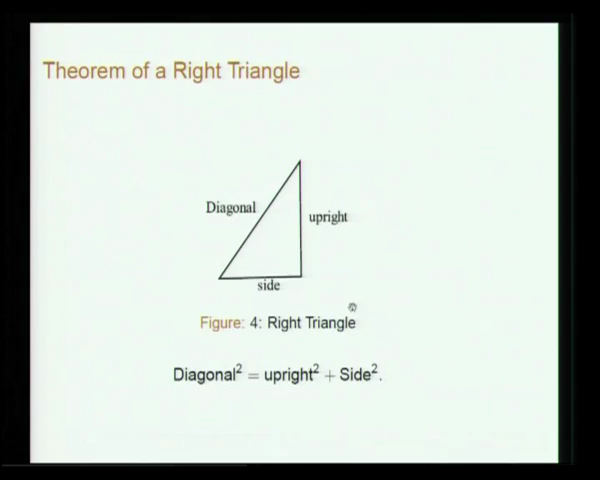 Theorem of a Right Triangle
Diagonal
upright
side
Figure: 4: Right Triangle
Diagonal² = upright² + Side².